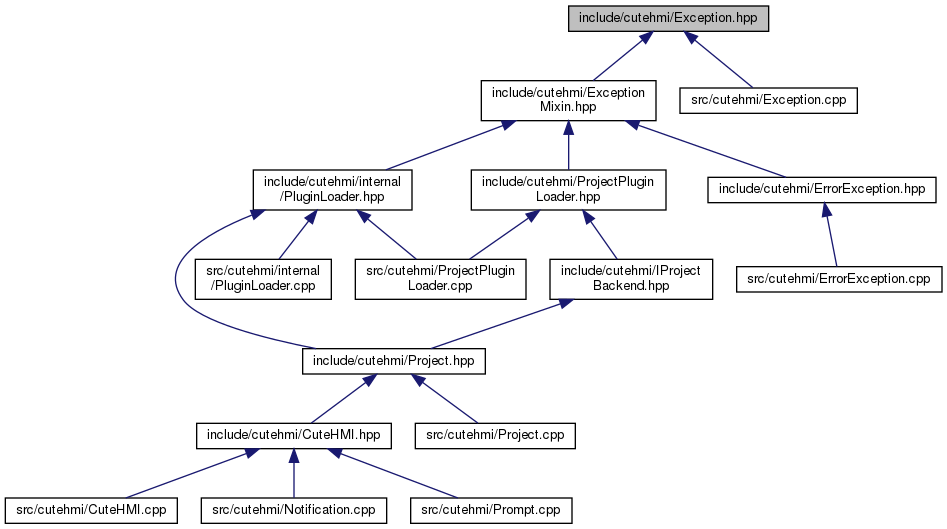 include/cutehmi/Exception.hpp
include/cutehmi/Exception
Mixin.hpp
src/cutehmi/Exception.cpp
include/cutehmi/internal
/PluginLoader.hpp
include/cutehmi/ProjectPlugin
Loader.hpp
include/cutehmi/ErrorException.hpp
src/cutehmi/internal
/PluginLoader.cpp
src/cutehmi/ProjectPlugin
Loader.cpp
include/cutehmi/IProject
Backend.hpp
src/cutehmi/ErrorException.cpp
include/cutehmi/Project.hpp
include/cutehmi/CuteHMI.hpp
src/cutehmi/Project.cpp
src/cutehmi/CuteHMI.cpp
src/cutehmi/Notification.cpp
src/cutehmi/Prompt.cpp